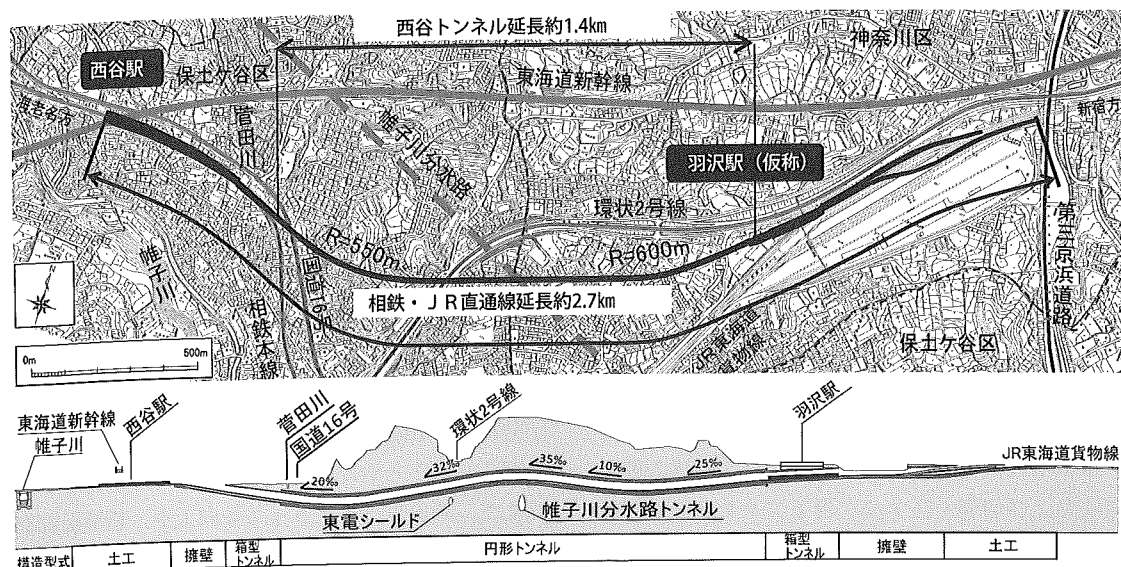 西谷トンネル延長約1.4km
神奈川区
西谷駅
保土ケ谷区
東海道新幹線
海老名方
菅田川
帷子川分水路
新宿方
羽沢駅（仮称）
環状2号線
R=550m
R=600m
国道16号
第三京浜道路
相鉄・JR直通線延長約2.7km
帷子川
相鉄本線
JR東海道
貨物線
保土ケ谷区
0m
500m
東海道新幹線
帷子川
西谷駅
菅田川
国道16号
環状2号線
羽沢駅
JR東海道貨物線
20‰
32‰
35‰
10‰
25‰
東電シールド
帷子川分水路トンネル
構造型式
土工
擁壁
箱型
トンネル
円形トンネル
箱型
トンネル
擁壁
土工